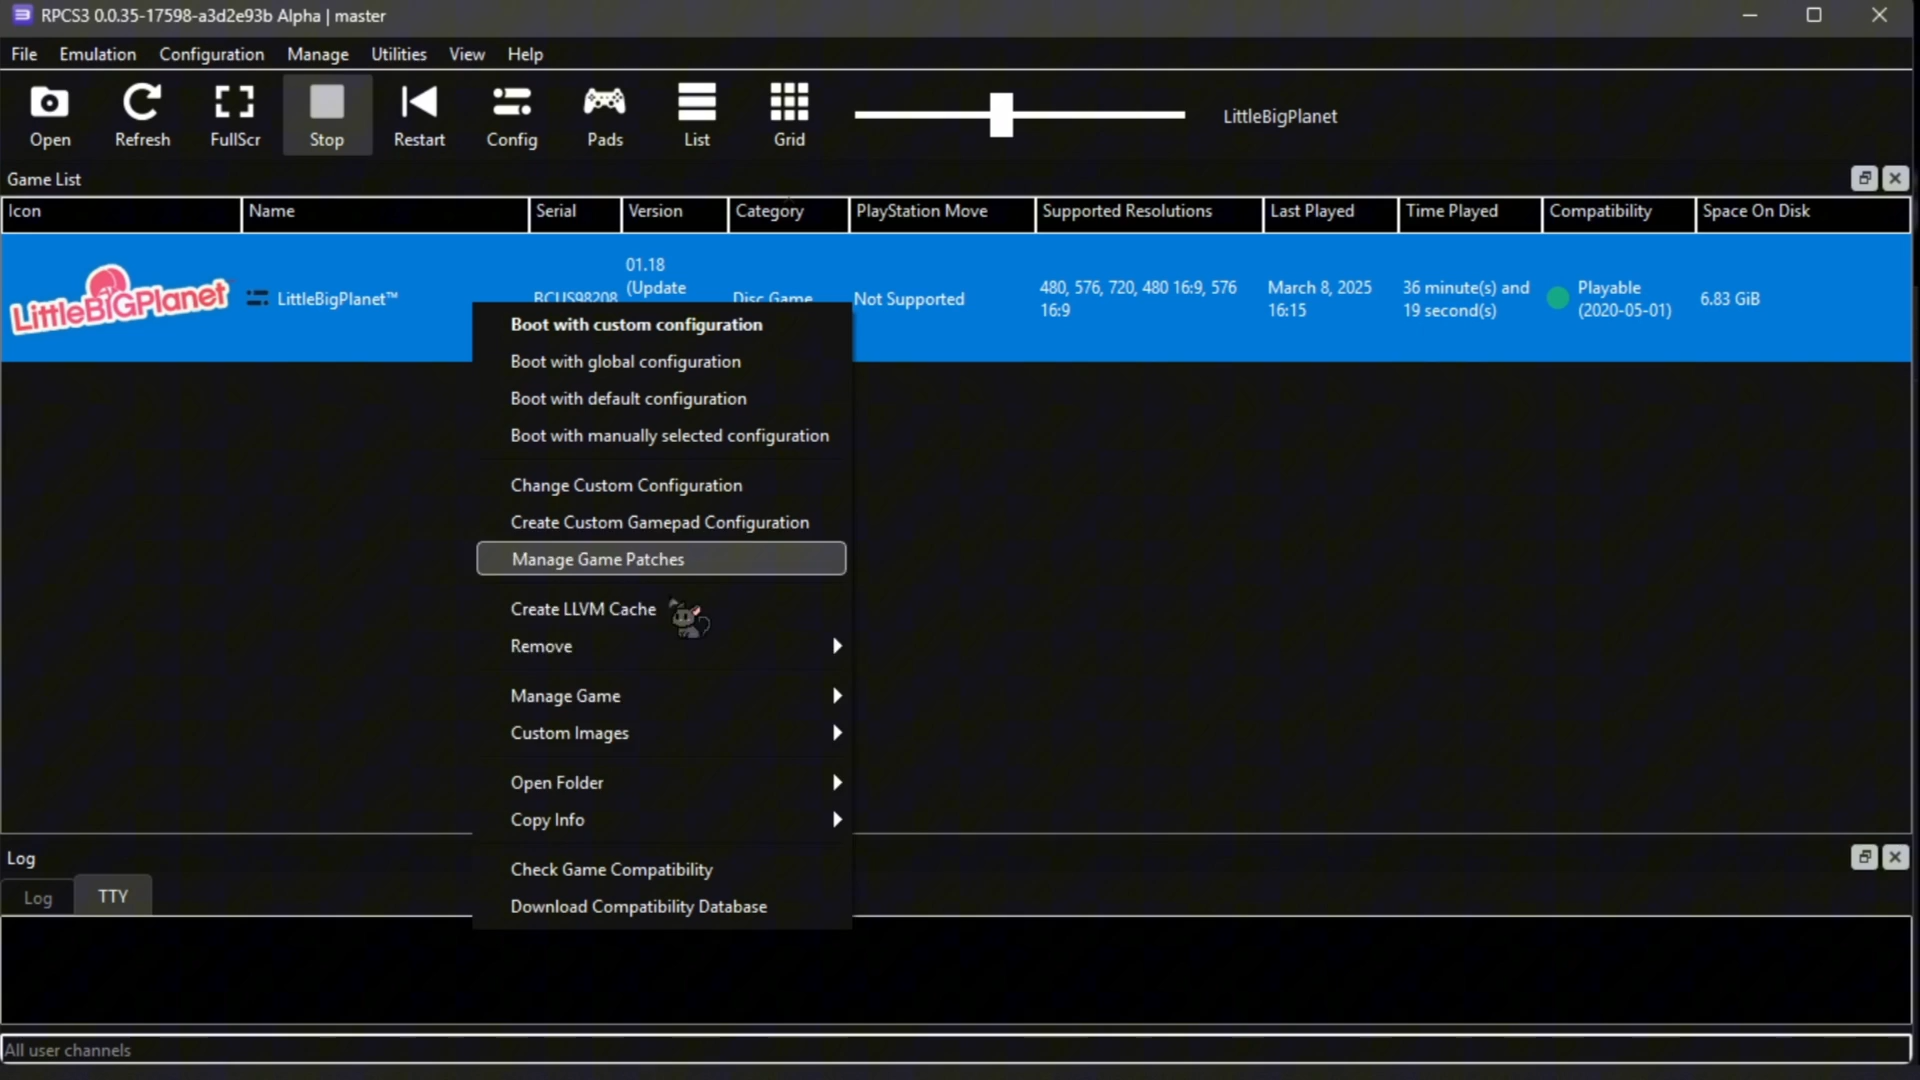 RPCS3 0.0.35-17598-a3d2e93b Alpha | master
File Emulation Configuration Manage Utilities View Help
Open Refresh FullScr Stop Restart Config Pads List Grid LittleBigPlanet
Game List
Icon Name Serial Version Category PlayStation Move Supported Resolutions Last Played Time Played Compatibility Space On Disk
LittleBIGPlanet
LittleBigPlanet™
BCUS98208
01.18
(Update
Disc Game
Not Supported
480, 576, 720, 480 16:9, 576
16:9
March 8, 2025
16:15
36 minute(s) and
19 second(s)
Playable
(2020-05-01)
6.83 GiB
Boot with custom configuration
Boot with global configuration
Boot with default configuration
Boot with manually selected configuration
Change Custom Configuration
Create Custom Gamepad Configuration
Manage Game Patches
Create LLVM Cache
Remove
Manage Game
Custom Images
Open Folder
Copy Info
Check Game Compatibility
Download Compatibility Database
Log
Log TTY
All user channels